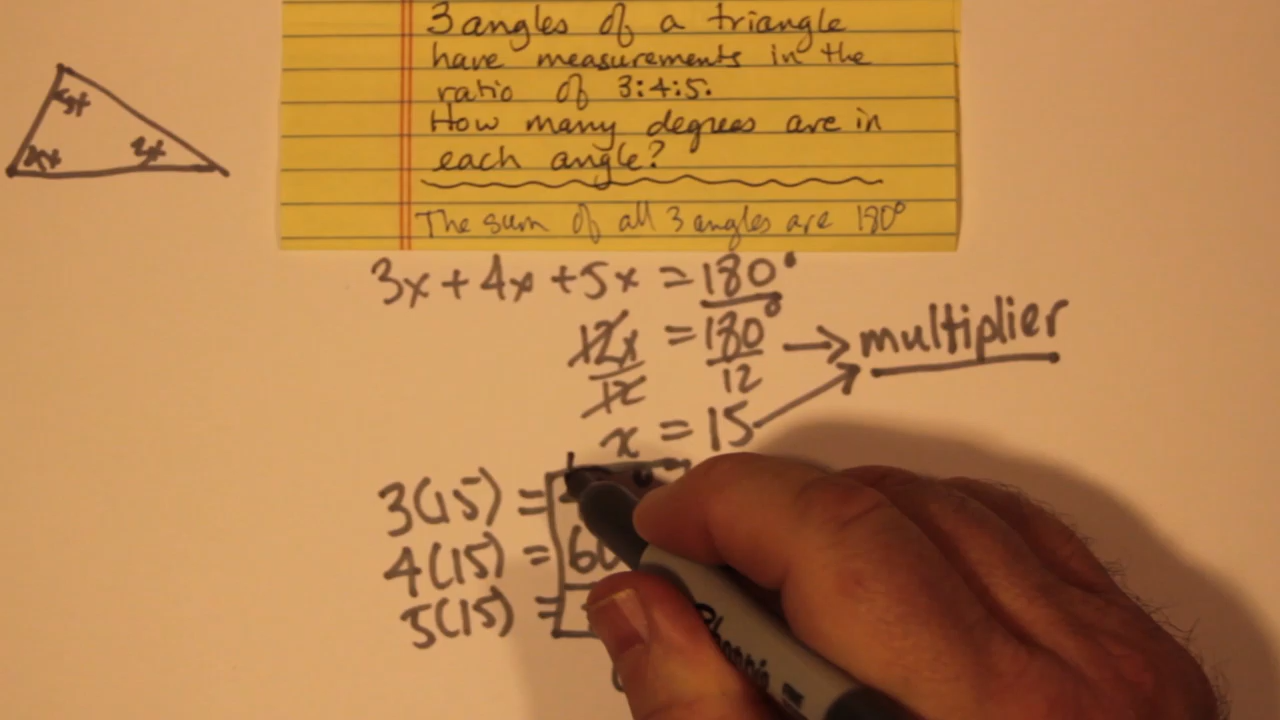 3 angles of a triangle
have measurements in the
ratio of 3:4:5.
How many degrees are in
each angle?
The sum of all 3 angles are 180°
3x + 4x + 5x = 180°
12x = 180°
12 12
multiplier
x = 15
3(15) =
4(15) = 60
5(15) =